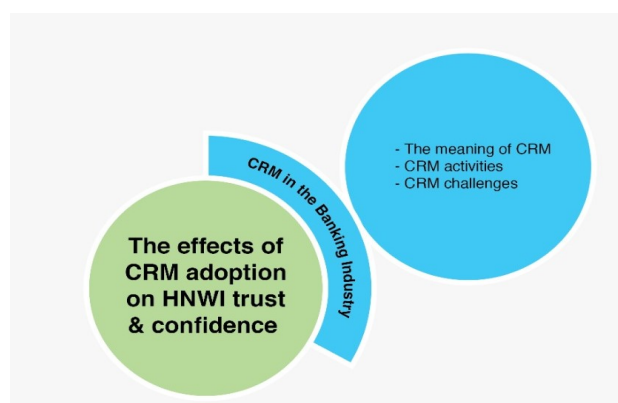 The effects of
CRM adoption
on HNWI trust
& confidence
CRM in the Banking Industry
- The meaning of CRM
- CRM activities
- CRM challenges